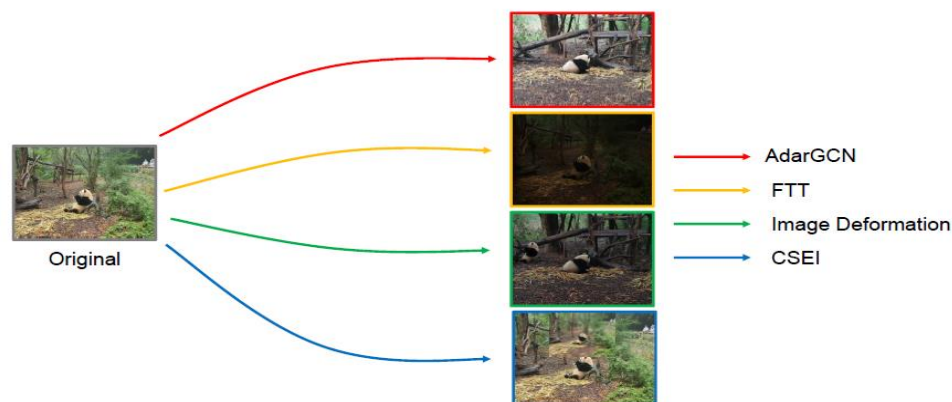 Original
AdarGCN
FTT
Image Deformation
CSEI